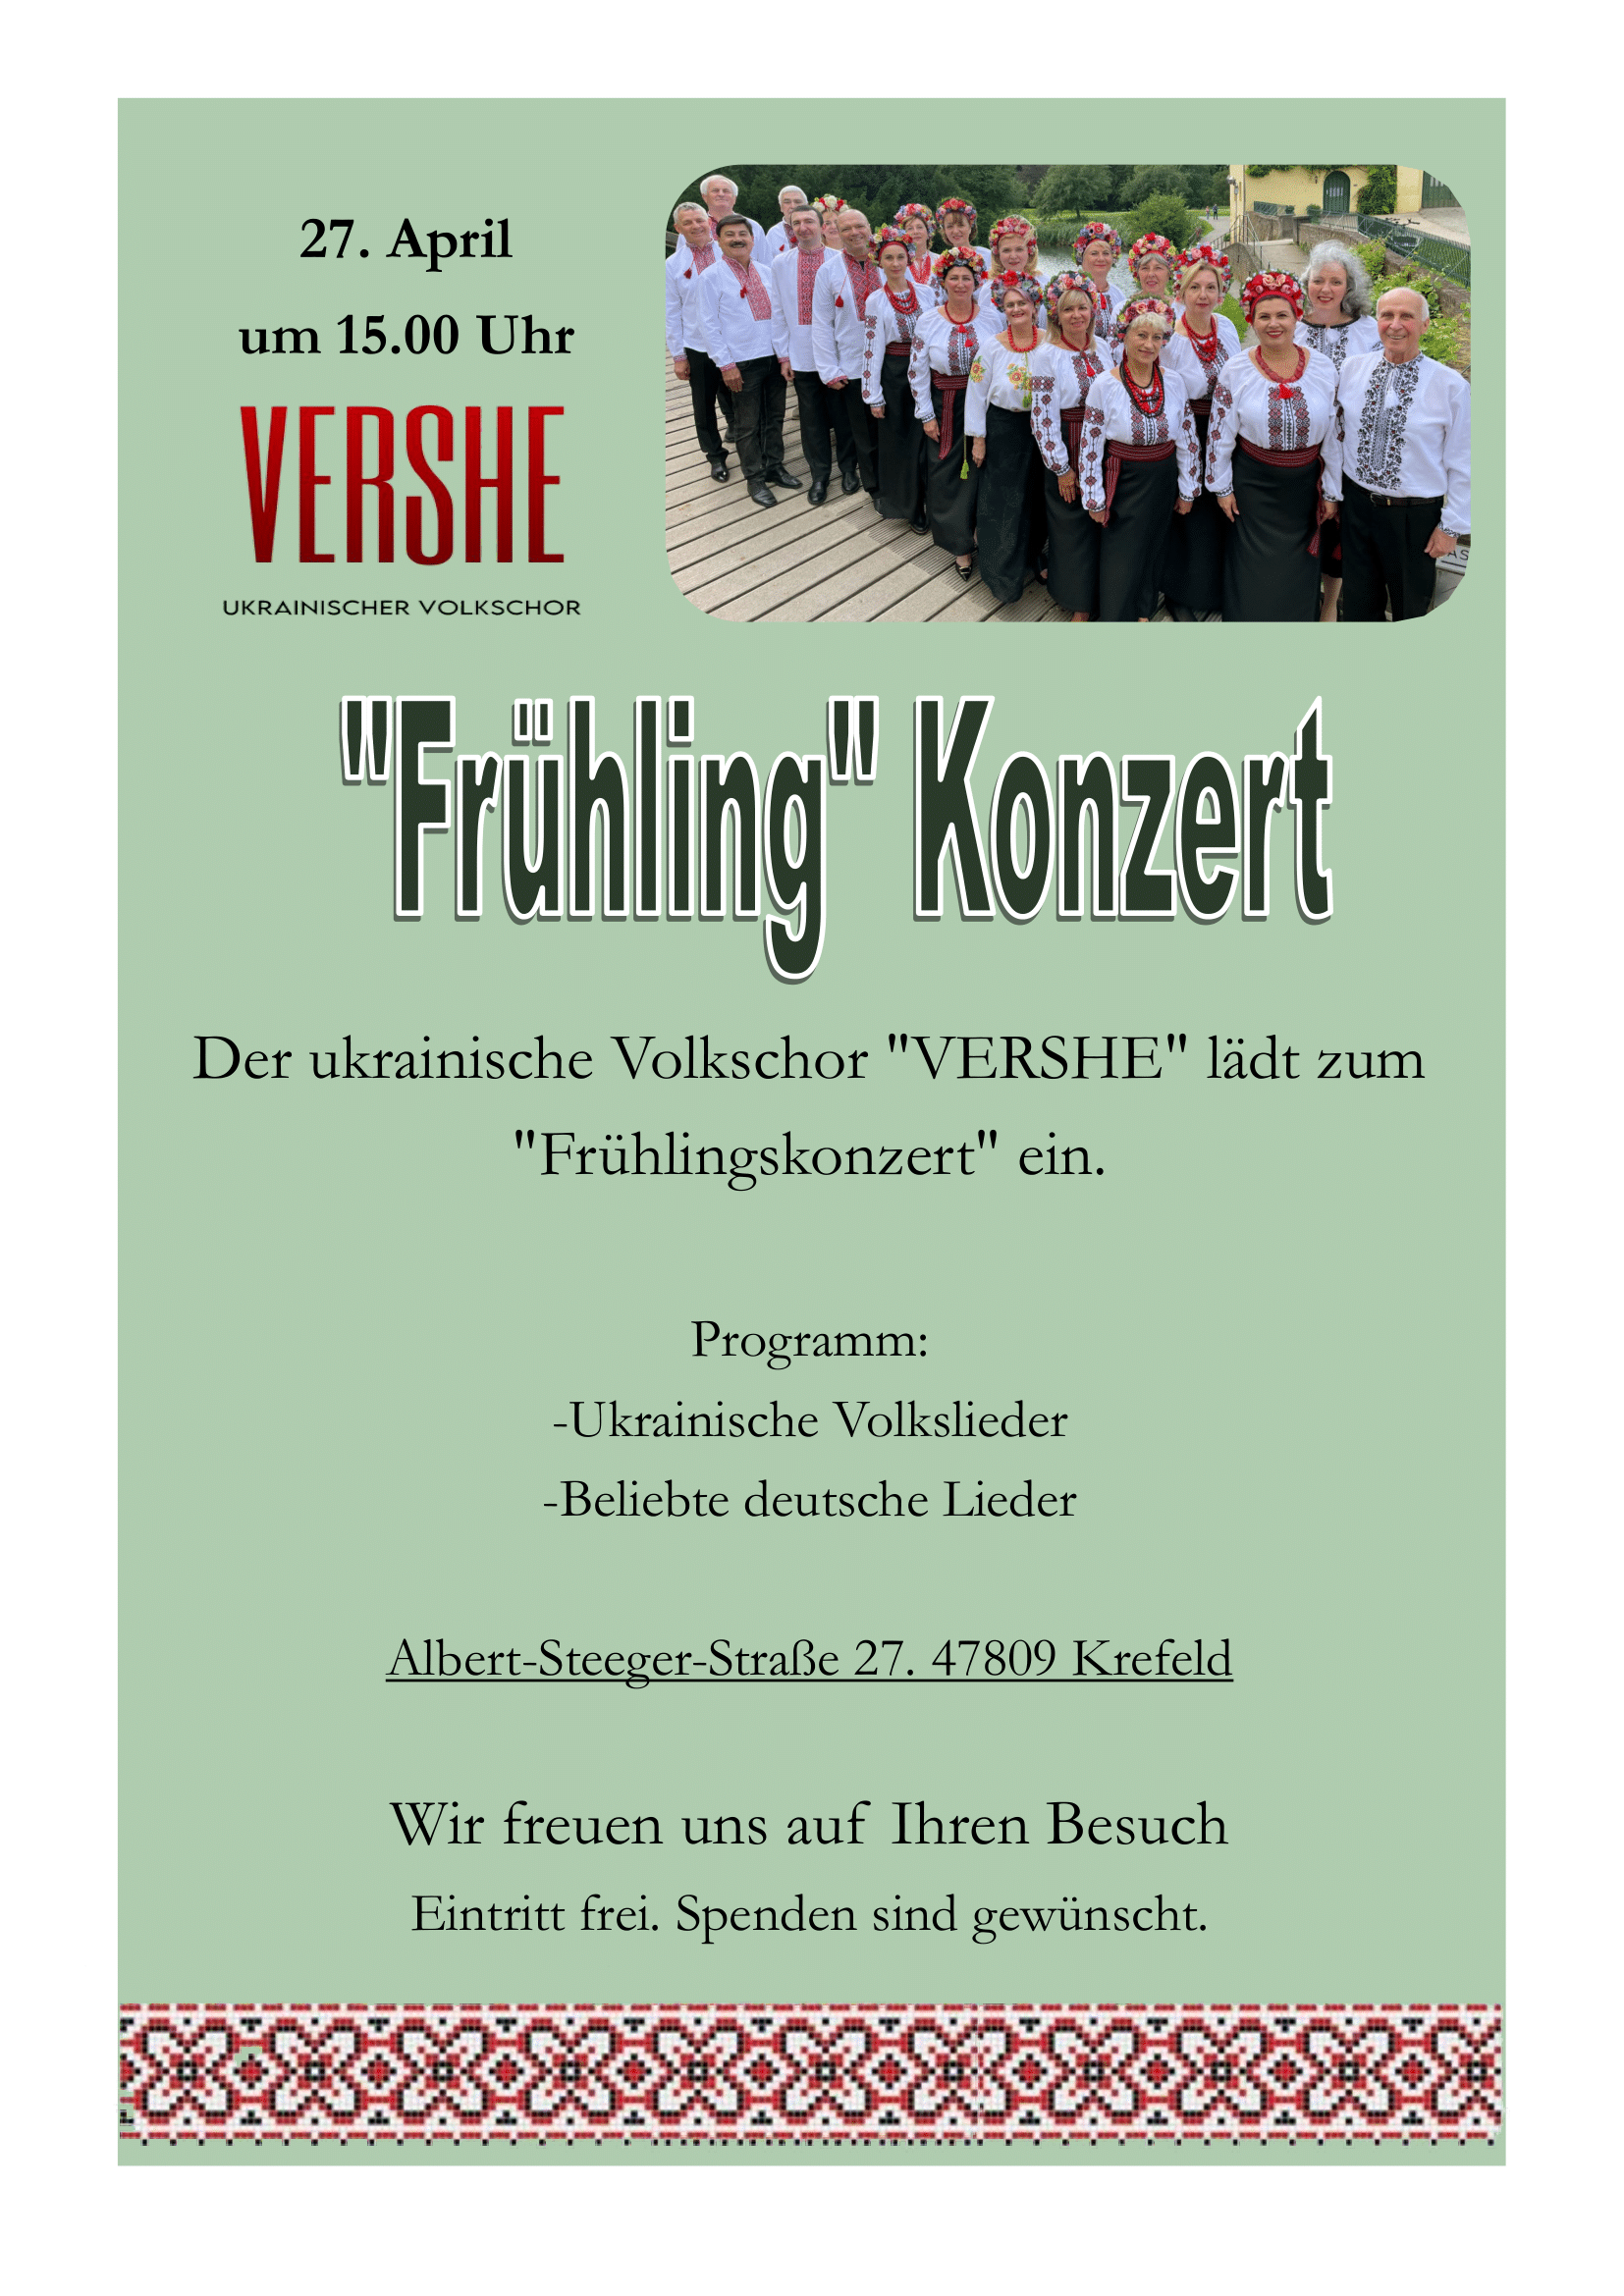 27. April
um 15.00 Uhr
VERSHE
UKRAINISCHER VOLKSCHOR
"Frühling" Konzert
Der ukrainische Volkschor "VERSHE" lädt zum
"Frühlingskonzert" ein.
Programm:
-Ukrainische Volkslieder
-Beliebte deutsche Lieder
Albert-Steeger-Straße 27. 47809 Krefeld
Wir freuen uns auf Ihren Besuch
Eintritt frei. Spenden sind gewünscht.